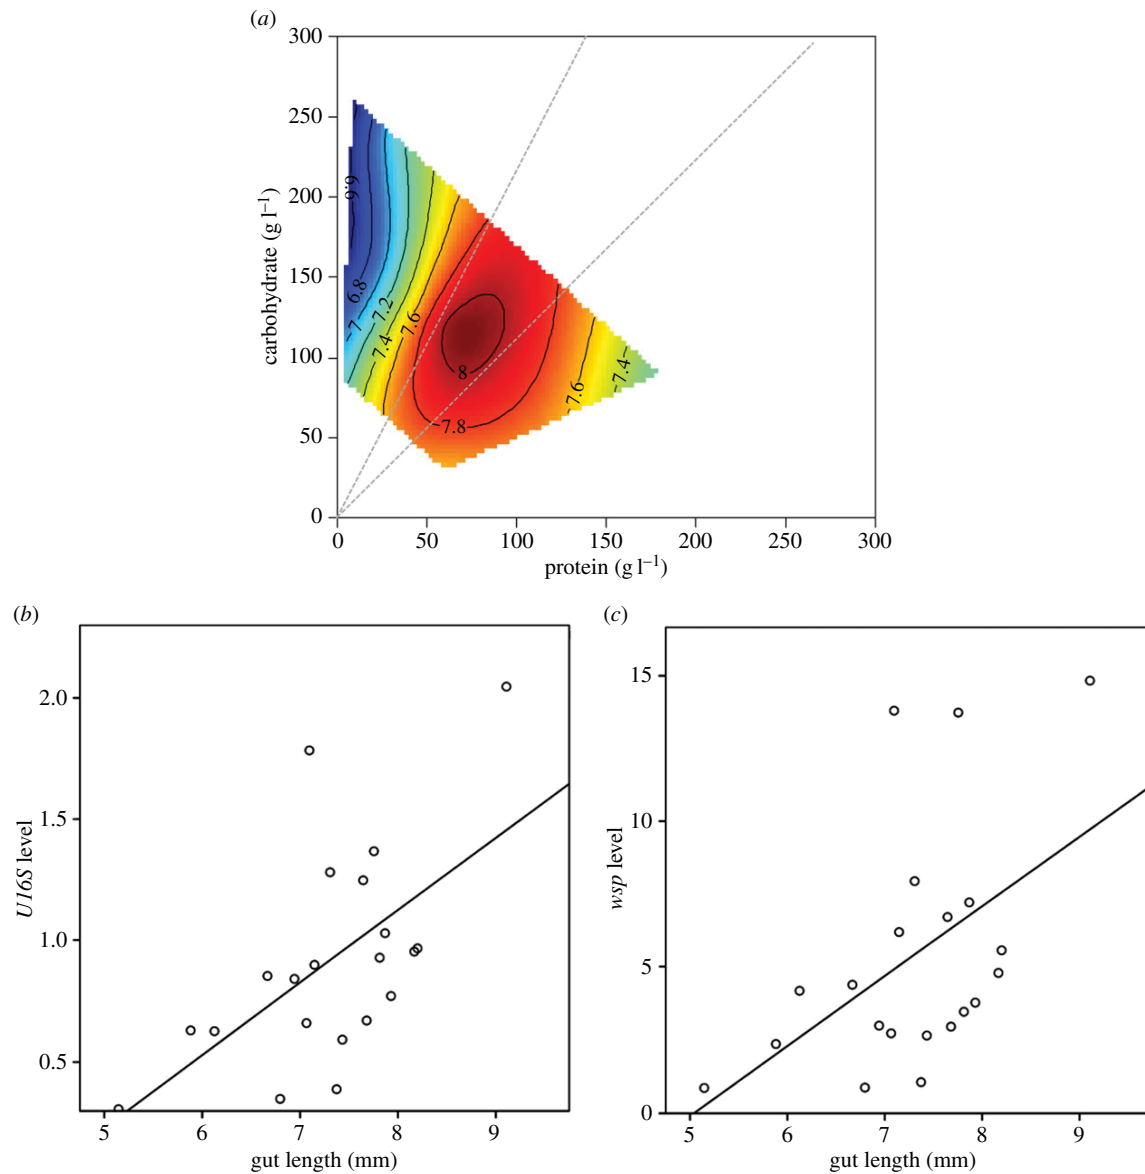 (a)
300
250
200
150
100
50
0
carbohydrate (g l⁻¹)
6.6
6.8
7
7.2
7.4
7.6
8
7.8
7.6
7.4
0 50 100 150 200 250 300
protein (g l⁻¹)
(b)
2.0
1.5
1.0
0.5
U16S level
5 6 7 8 9
gut length (mm)
(c)
15
10
5
0
wsp level
5 6 7 8 9
gut length (mm)